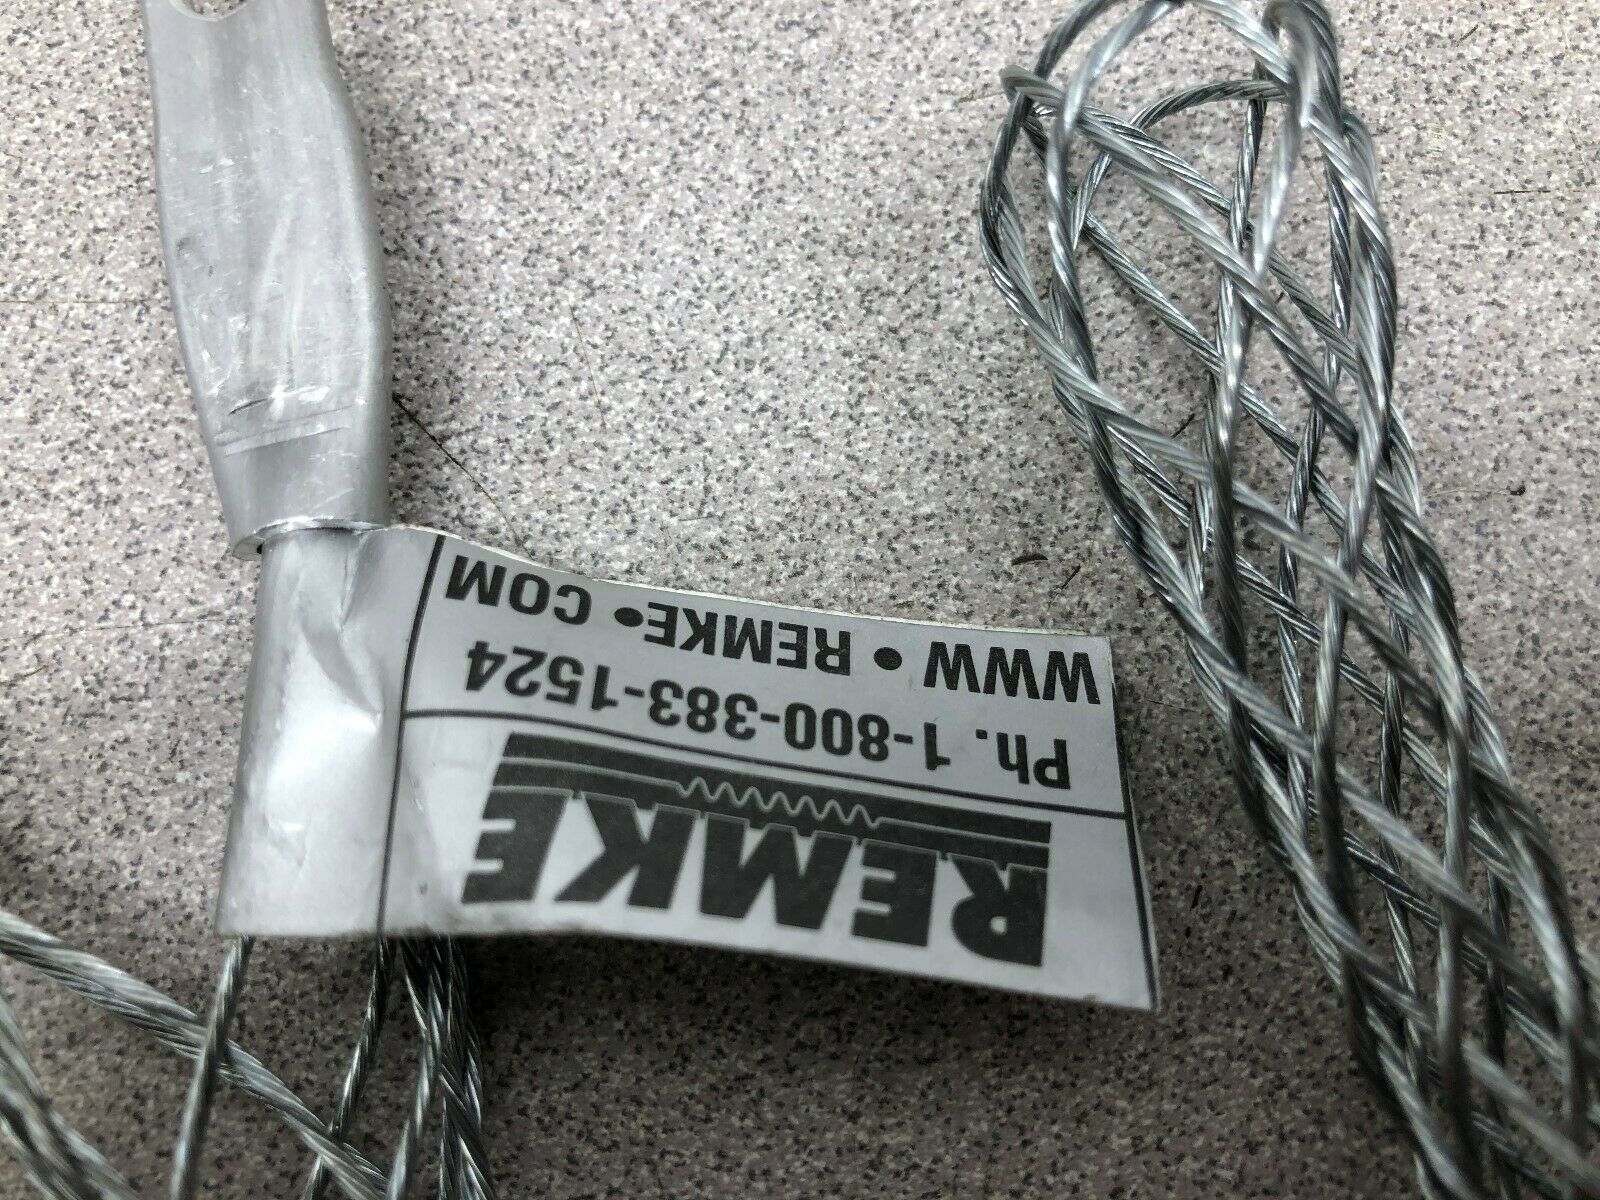 REMKE
Ph. 1-800-383-1524
WWW • REMKE • COM